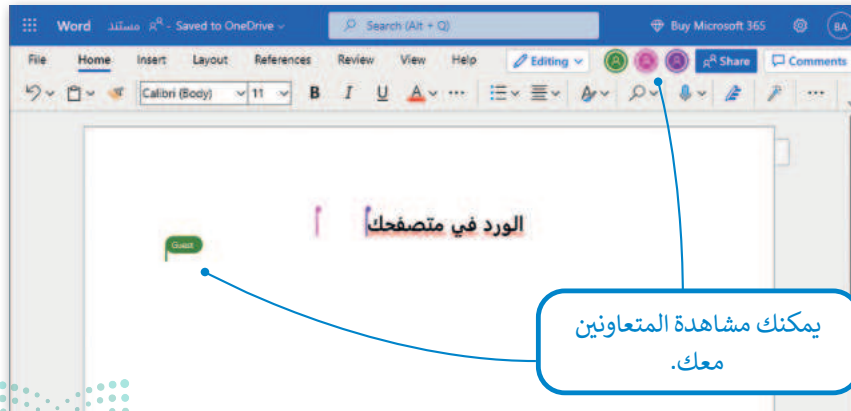 Word مستند - Saved to OneDrive
Search (Alt + Q)
Buy Microsoft 365
BA
File Home Insert Layout References Review View Help Editing Share Comments
Calibri (Body) 11 B I U A
الورد في متصفحك
Guest
يمكنك مشاهدة المتعاونين
معك.